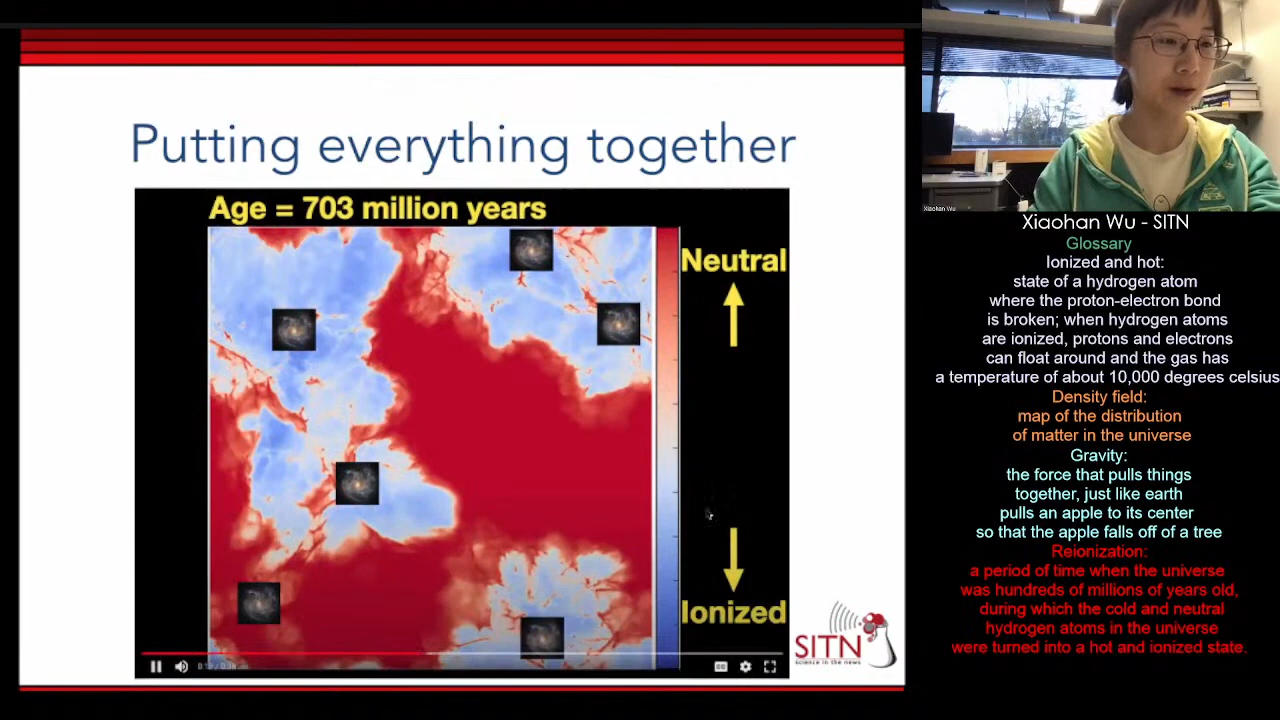 Putting everything together
Age = 703 million years
Neutral
Ionized
SITN
science in the news
Xiaohan Wu
Xiaohan Wu - SITN
Glossary
Ionized and hot:
state of a hydrogen atom
where the proton-electron bond
is broken; when hydrogen atoms
are ionized, protons and electrons
can float around and the gas has
a temperature of about 10,000 degrees celsius
Density field:
map of the distribution
of matter in the universe
Gravity:
the force that pulls things
together, just like earth
pulls an apple to its center
so that the apple falls off of a tree
Reionization:
a period of time when the universe
was hundreds of millions of years old,
during which the cold and neutral
hydrogen atoms in the universe
were turned into a hot and ionized state.